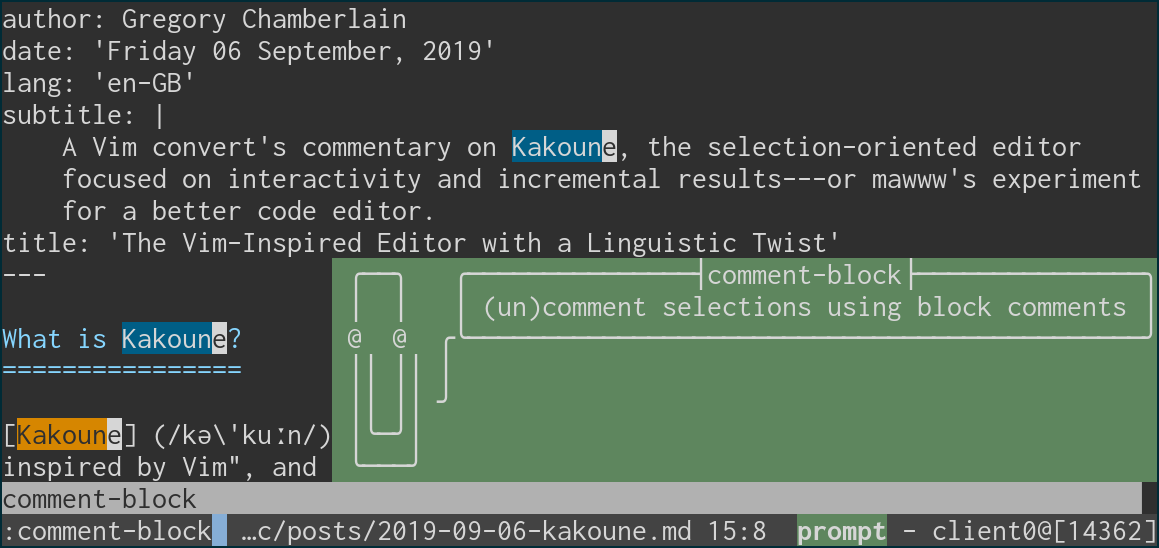 author: Gregory Chamberlain
date: 'Friday 06 September, 2019'
lang: 'en-GB'
subtitle: |
A Vim convert's commentary on Kakoune, the selection-oriented editor
focused on interactivity and incremental results---or mawww's experiment
for a better code editor.
title: 'The Vim-Inspired Editor with a Linguistic Twist'
---
comment-block
(un)comment selections using block comments
What is Kakoune?
@ @
================
[Kakoune] (/kə\'kuːn/)
inspired by Vim", and
comment-block
:comment-block …c/posts/2019-09-06-kakoune.md 15:8 prompt - client0@[14362]